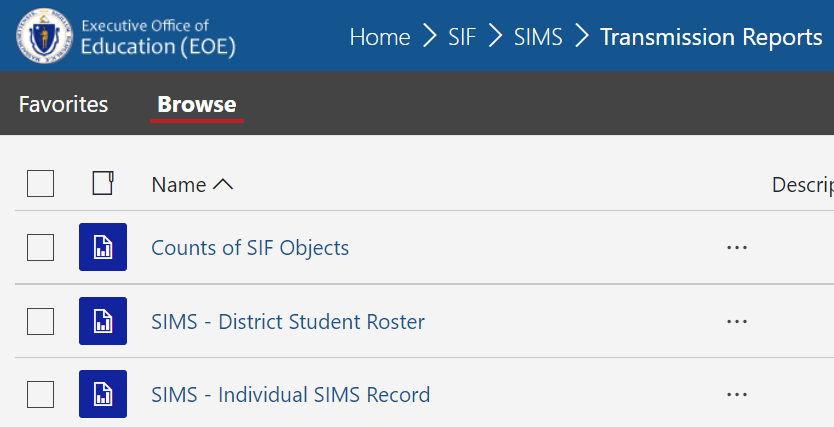 Executive Office of
Education (EOE)
Home > SIF > SIMS > Transmission Reports
Favorites Browse
Name Descrip
Counts of SIF Objects ...
SIMS - District Student Roster ...
SIMS - Individual SIMS Record ...